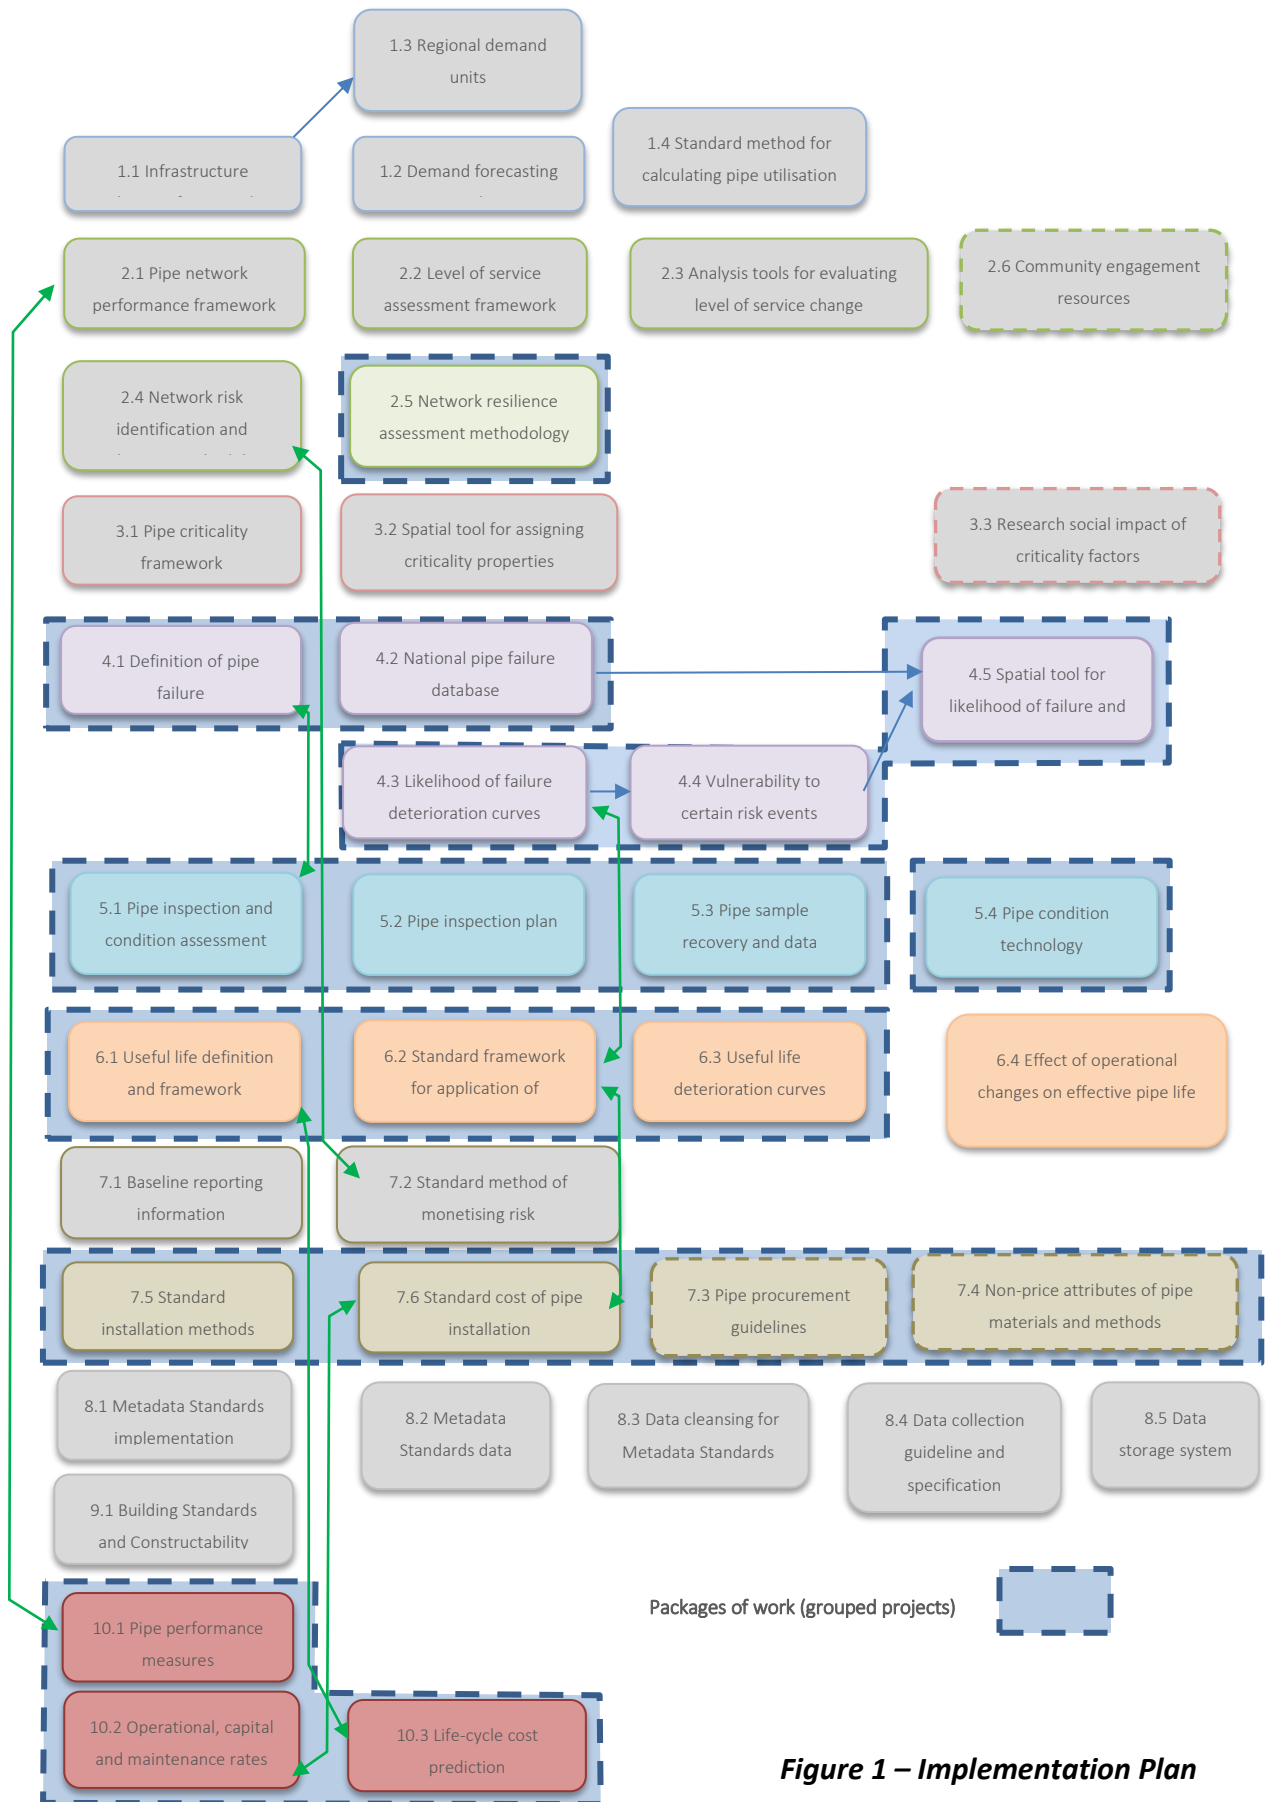 1.3 Regional demand
units
1.1 Infrastructure
1.2 Demand forecasting
1.4 Standard method for
calculating pipe utilisation
2.1 Pipe network
performance framework
2.2 Level of service
assessment framework
2.3 Analysis tools for evaluating
level of service change
2.6 Community engagement
resources
2.4 Network risk
identification and
2.5 Network resilience
assessment methodology
3.1 Pipe criticality
framework
3.2 Spatial tool for assigning
criticality properties
3.3 Research social impact of
criticality factors
4.1 Definition of pipe
failure
4.2 National pipe failure
database
4.5 Spatial tool for
likelihood of failure and
4.3 Likelihood of failure
deterioration curves
4.4 Vulnerability to
certain risk events
5.1 Pipe inspection and
condition assessment
5.2 Pipe inspection plan
5.3 Pipe sample
recovery and data
5.4 Pipe condition
technology
6.1 Useful life definition
and framework
6.2 Standard framework
for application of
6.3 Useful life
deterioration curves
6.4 Effect of operational
changes on effective pipe life
7.1 Baseline reporting
information
7.2 Standard method of
monetising risk
7.5 Standard
installation methods
7.6 Standard cost of pipe
installation
7.3 Pipe procurement
guidelines
7.4 Non-price attributes of pipe
materials and methods
8.1 Metadata Standards
implementation
8.2 Metadata
Standards data
8.3 Data cleansing for
Metadata Standards
8.4 Data collection
guideline and
specification
8.5 Data
storage system
9.1 Building Standards
and Constructability
Packages of work (grouped projects)
10.1 Pipe performance
measures
10.2 Operational, capital
and maintenance rates
10.3 Life-cycle cost
prediction
Figure 1 – Implementation Plan